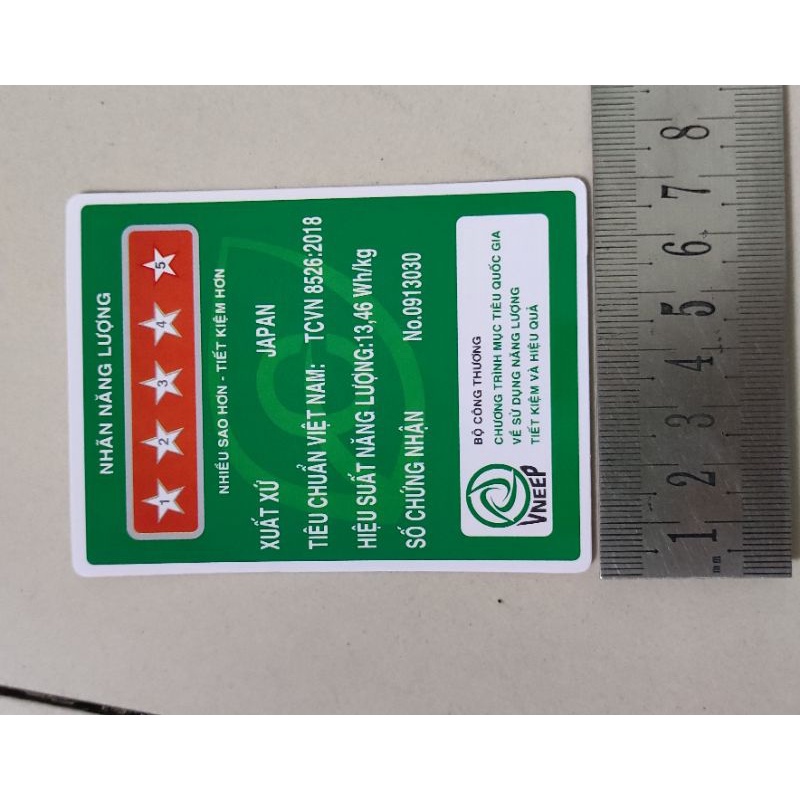 NHÃN NĂNG LƯỢNG
1 2 3 4 5
NHIỀU SAO HƠN - TIẾT KIỆM HƠN
XUẤT XỨ JAPAN
TIÊU CHUẨN VIỆT NAM: TCVN 8526:2018
HIỆU SUẤT NĂNG LƯỢNG:13,46 Wh/kg
SỐ CHỨNG NHẬN No.0913030
VNEEP
BỘ CÔNG THƯƠNG
CHƯƠNG TRÌNH MỤC TIÊU QUỐC GIA
VỀ SỬ DỤNG NĂNG LƯỢNG
TIẾT KIỆM VÀ HIỆU QUẢ
mm 1 2 3 4 5 6 7 8